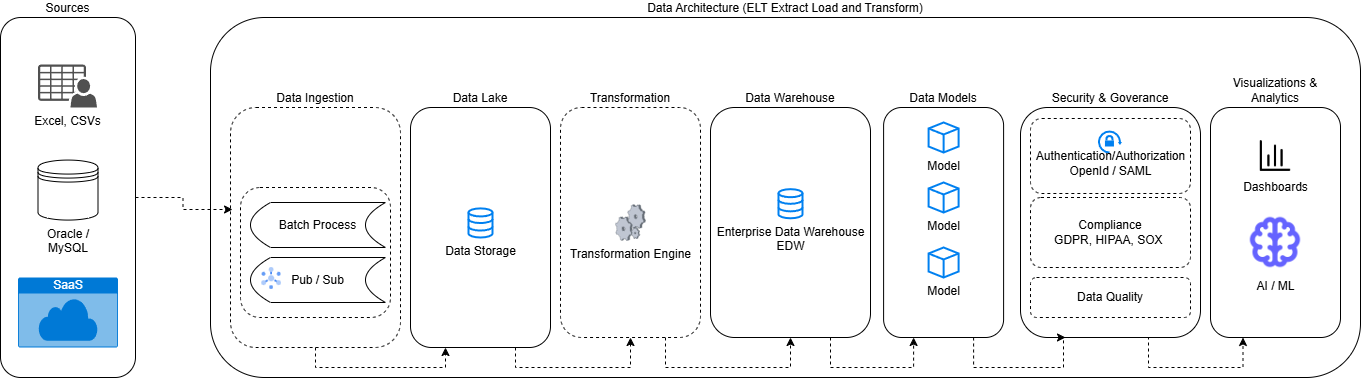 Sources
Data Architecture (ELT Extract Load and Transform)
Excel, CSVs
Oracle /
MySQL
SaaS
Data Ingestion
Batch Process
Pub / Sub
Data Lake
Data Storage
Transformation
Transformation Engine
Data Warehouse
Enterprise Data Warehouse
EDW
Data Models
Model
Model
Model
Security & Goverance
Authentication/Authorization
OpenId / SAML
Compliance
GDPR, HIPAA, SOX
Data Quality
Visualizations &
Analytics
Dashboards
AI / ML